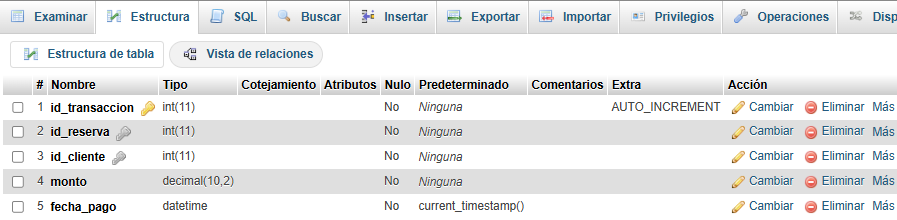 Examinar Estructura SQL Buscar Insertar Exportar Importar Privilegios Operaciones Disp
Estructura de tabla Vista de relaciones
# Nombre Tipo Cotejamiento Atributos Nulo Predeterminado Comentarios Extra Acción
1 id_transaccion int(11) No Ninguna AUTO_INCREMENT Cambiar Eliminar Más
2 id_reserva int(11) No Ninguna Cambiar Eliminar Más
3 id_cliente int(11) No Ninguna Cambiar Eliminar Más
4 monto decimal(10,2) No Ninguna Cambiar Eliminar Más
5 fecha_pago datetime No current_timestamp() Cambiar Eliminar Más